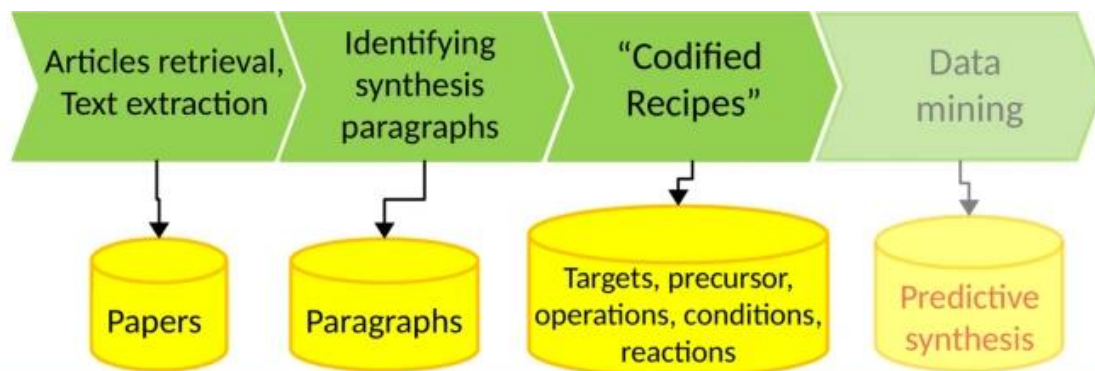 Articles retrieval,
Text extraction
Identifying
synthesis
paragraphs
“Codified
Recipes”
Data
mining
Papers
Paragraphs
Targets, precursor,
operations, conditions,
reactions
Predictive
synthesis